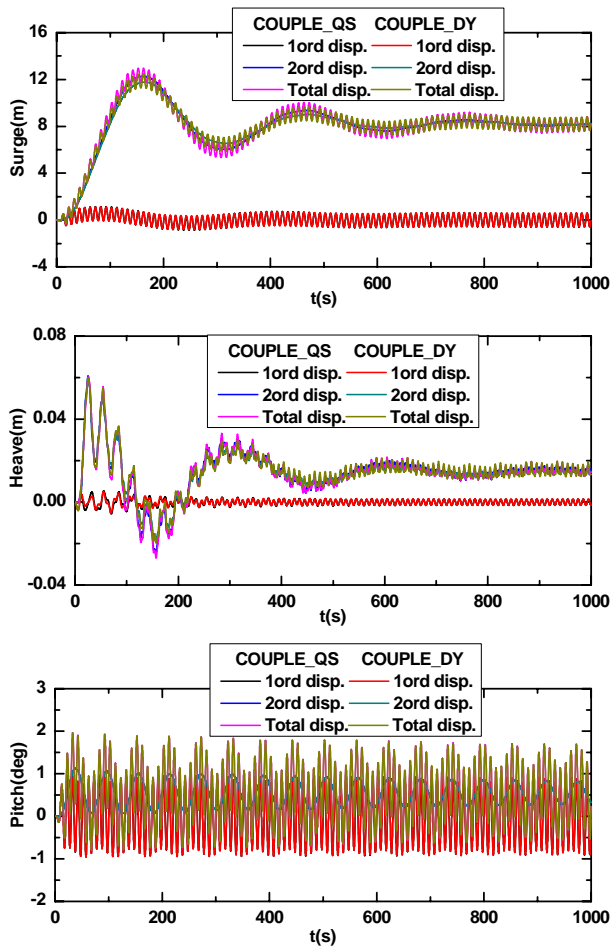 COUPLE_QS COUPLE_DY
1ord disp. 1ord disp.
2ord disp. 2ord disp.
Total disp. Total disp.
16
12
8
4
0
-4
Surge(m)
0 200 400 600 800 1000
t(s)
COUPLE_QS COUPLE_DY
1ord disp. 1ord disp.
2ord disp. 2ord disp.
Total disp. Total disp.
0.08
0.04
0.00
-0.04
Heave(m)
0 200 400 600 800 1000
t(s)
COUPLE_QS COUPLE_DY
1ord disp. 1ord disp.
2ord disp. 2ord disp.
Total disp. Total disp.
3
2
1
0
-1
-2
Pitch(deg)
0 200 400 600 800 1000
t(s)